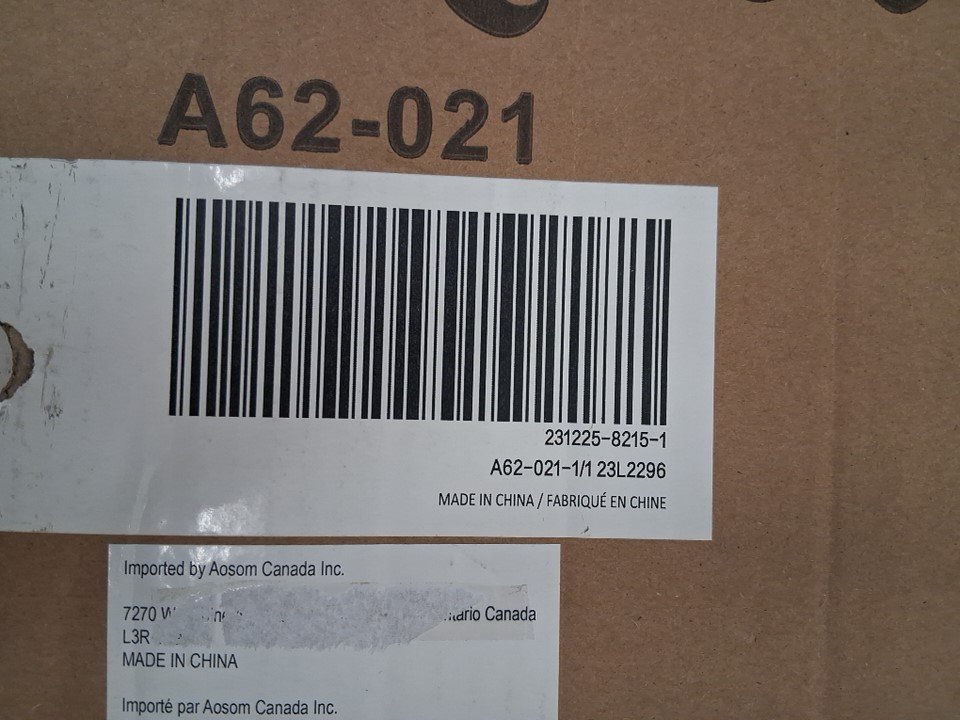 A62-021
231225-8215-1
A62-021-1/1 23L2296
MADE IN CHINA / FABRIQUÉ EN CHINE
Imported by Aosom Canada Inc.
7270 Canada
L3R
MADE IN CHINA
Importé par Aosom Canada Inc.